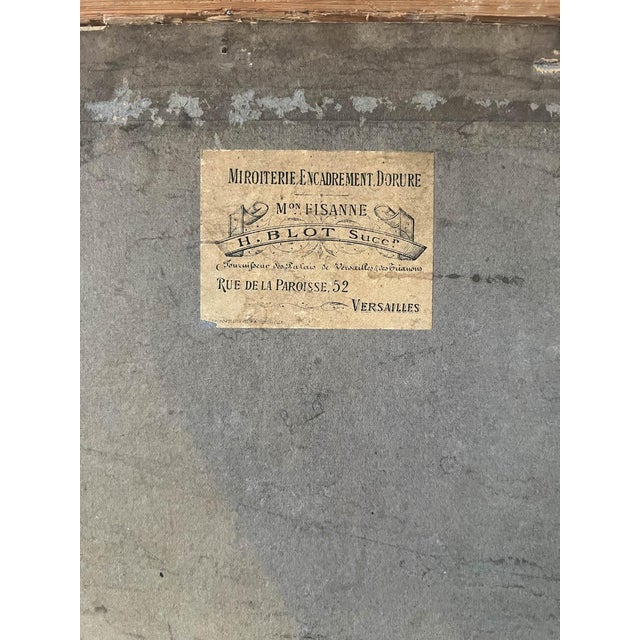 MIROITERIE, ENCADREMENT, DORURE
MON FISANNE
H. BLOT SUCCR
Fournisseur des Palais de Versailles & des Trianons
RUE DE LA PAROISSE, 52
VERSAILLES